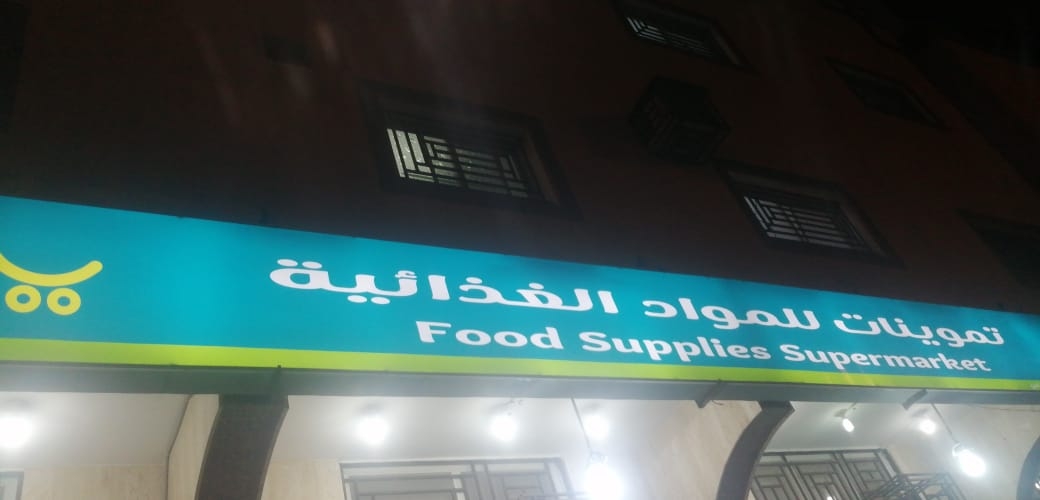 تموينات للمواد الغذائية
Food Supplies Supermarket